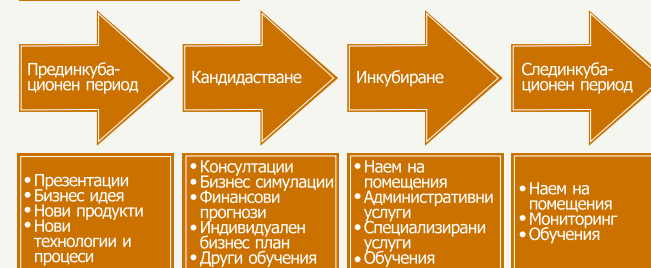 Прединкуба-
ционен период
Кандидастване
Инкубиране
Слединкуба-
ционен период
• Презентации
• Бизнес идея
• Нови продукти
• Нови
технологии и
процеси
• Консултации
• Бизнес симулации
• Финансови
прогнози
• Индивидуален
бизнес план
• Други обучения
• Наем на
помещения
• Административни
услуги
• Специализирани
услуги
• Обучения
• Наем на
помещения
• Мониторинг
• Обучения